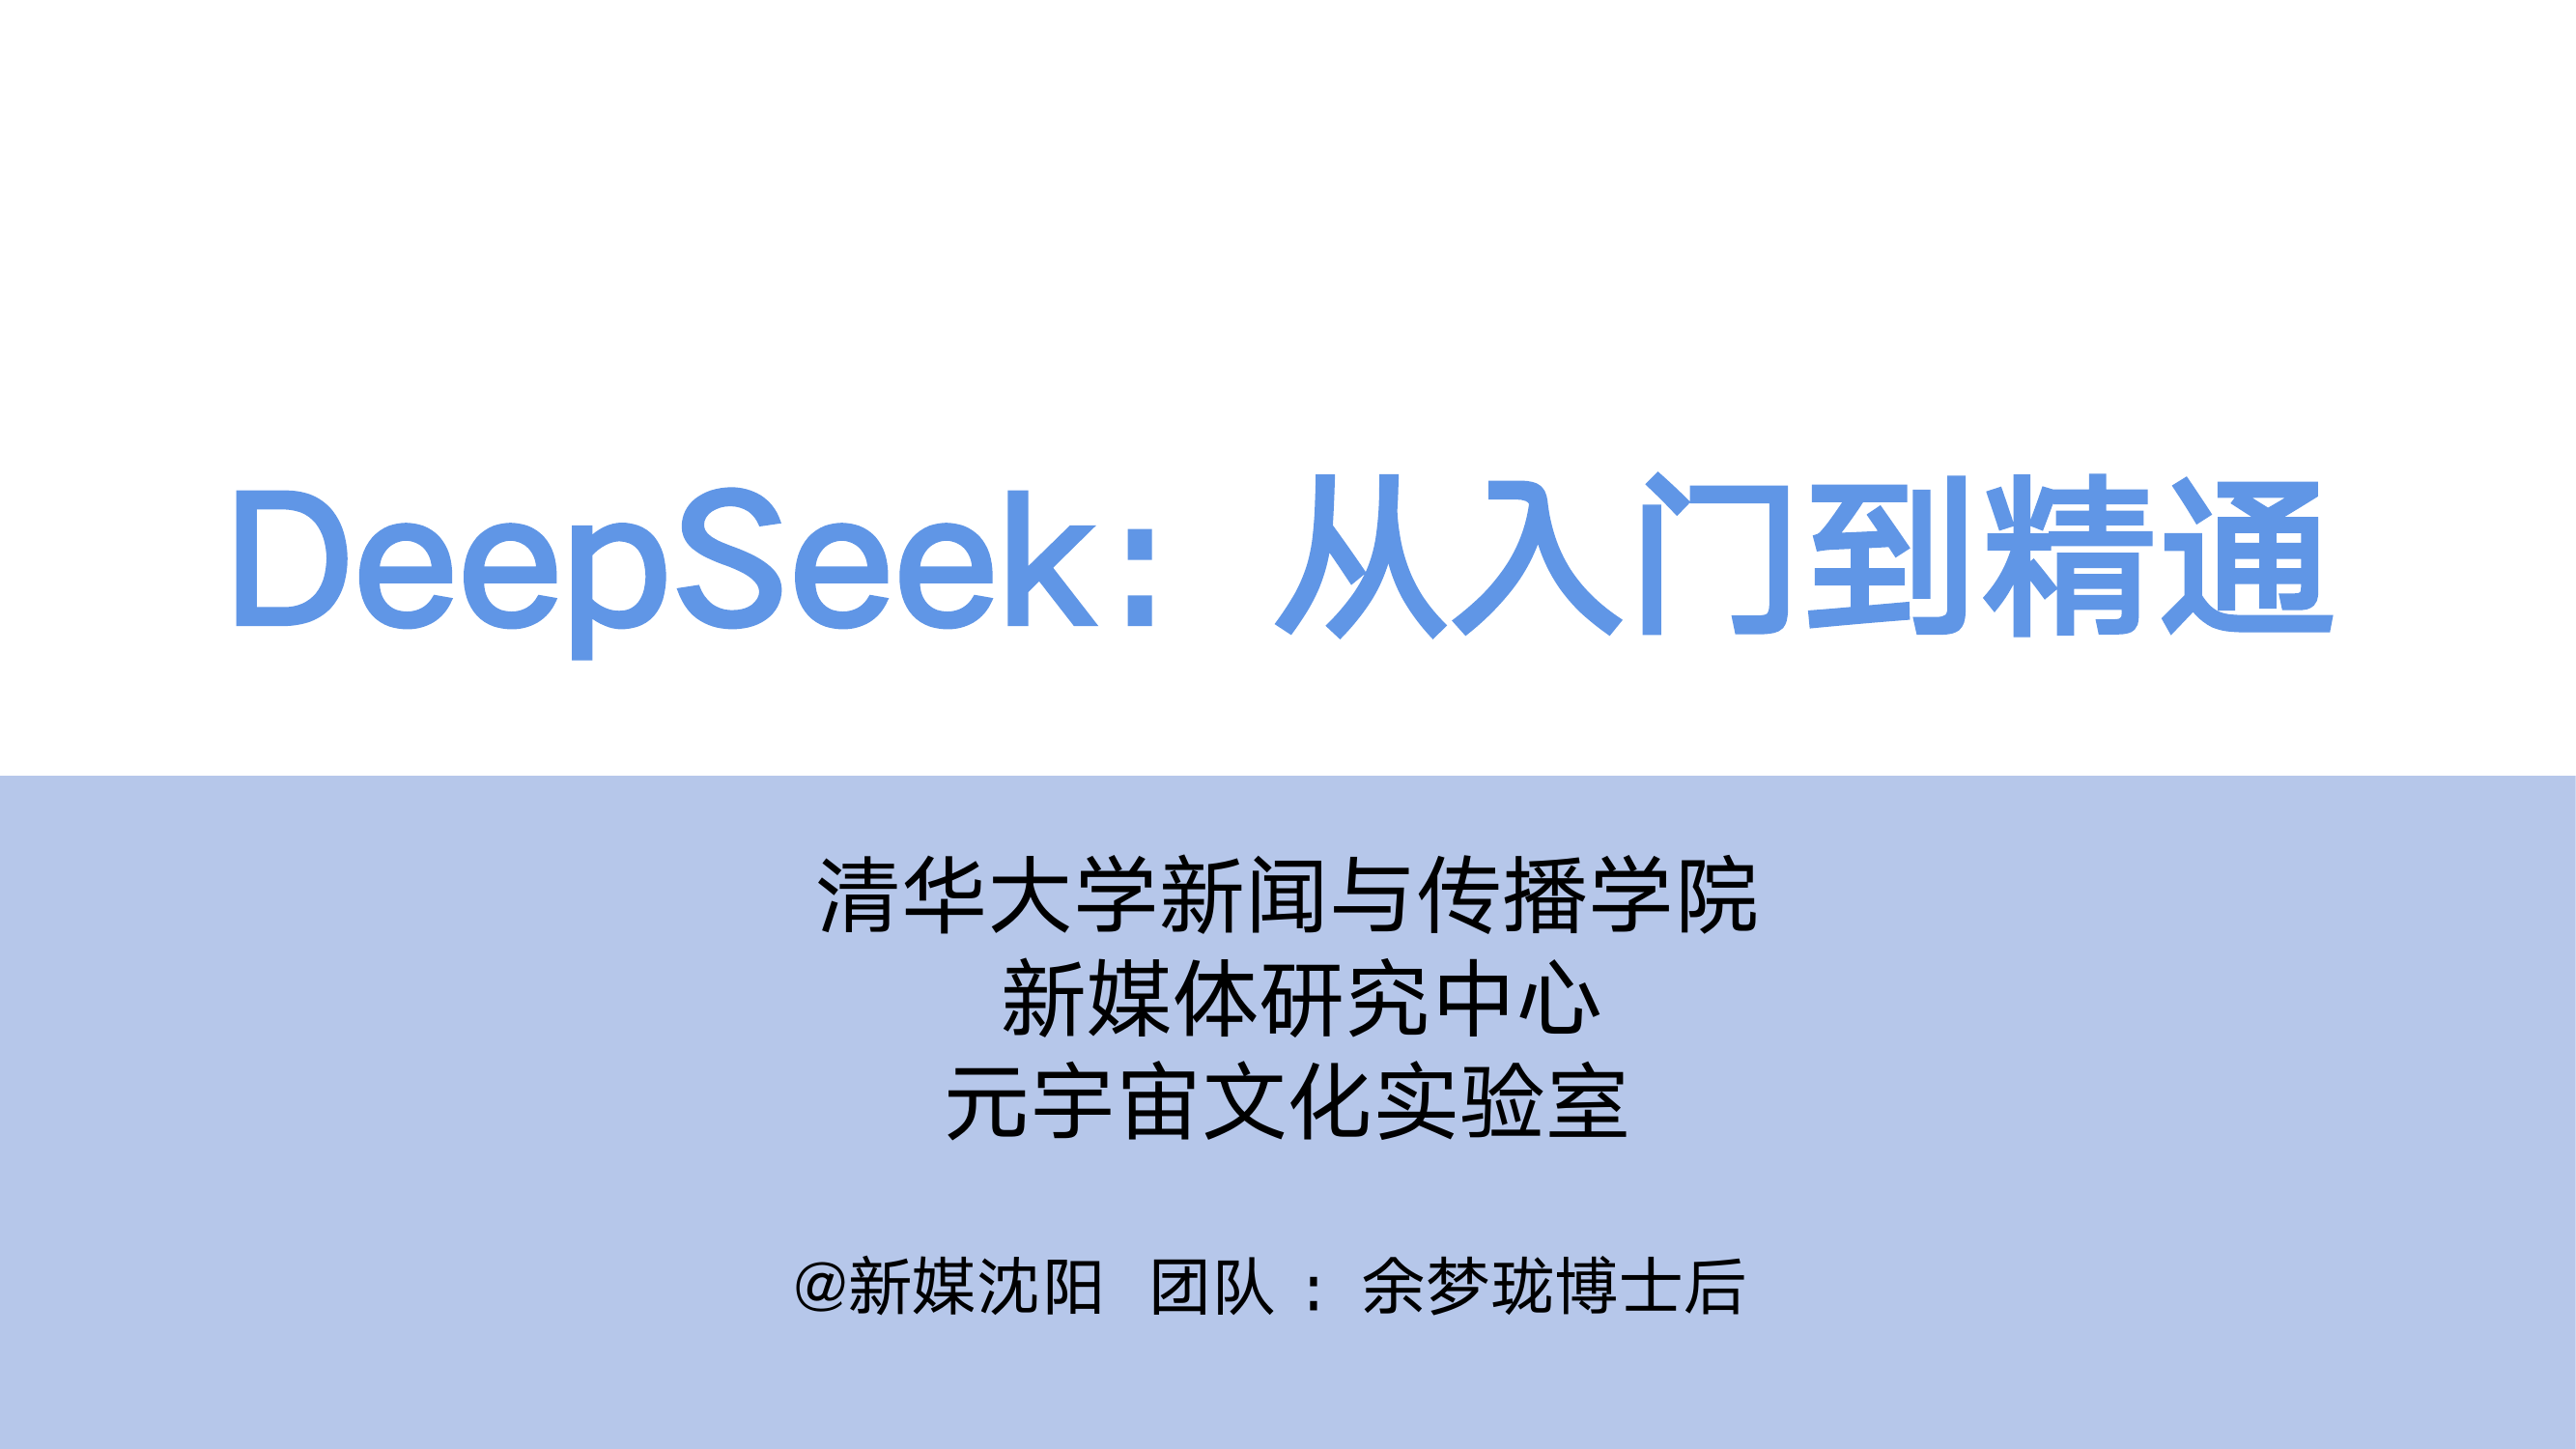 DeepSeek：从入门到精通
清华大学新闻与传播学院
新媒体研究中心
元宇宙文化实验室
@新媒沈阳 团队 ：余梦珑博士后